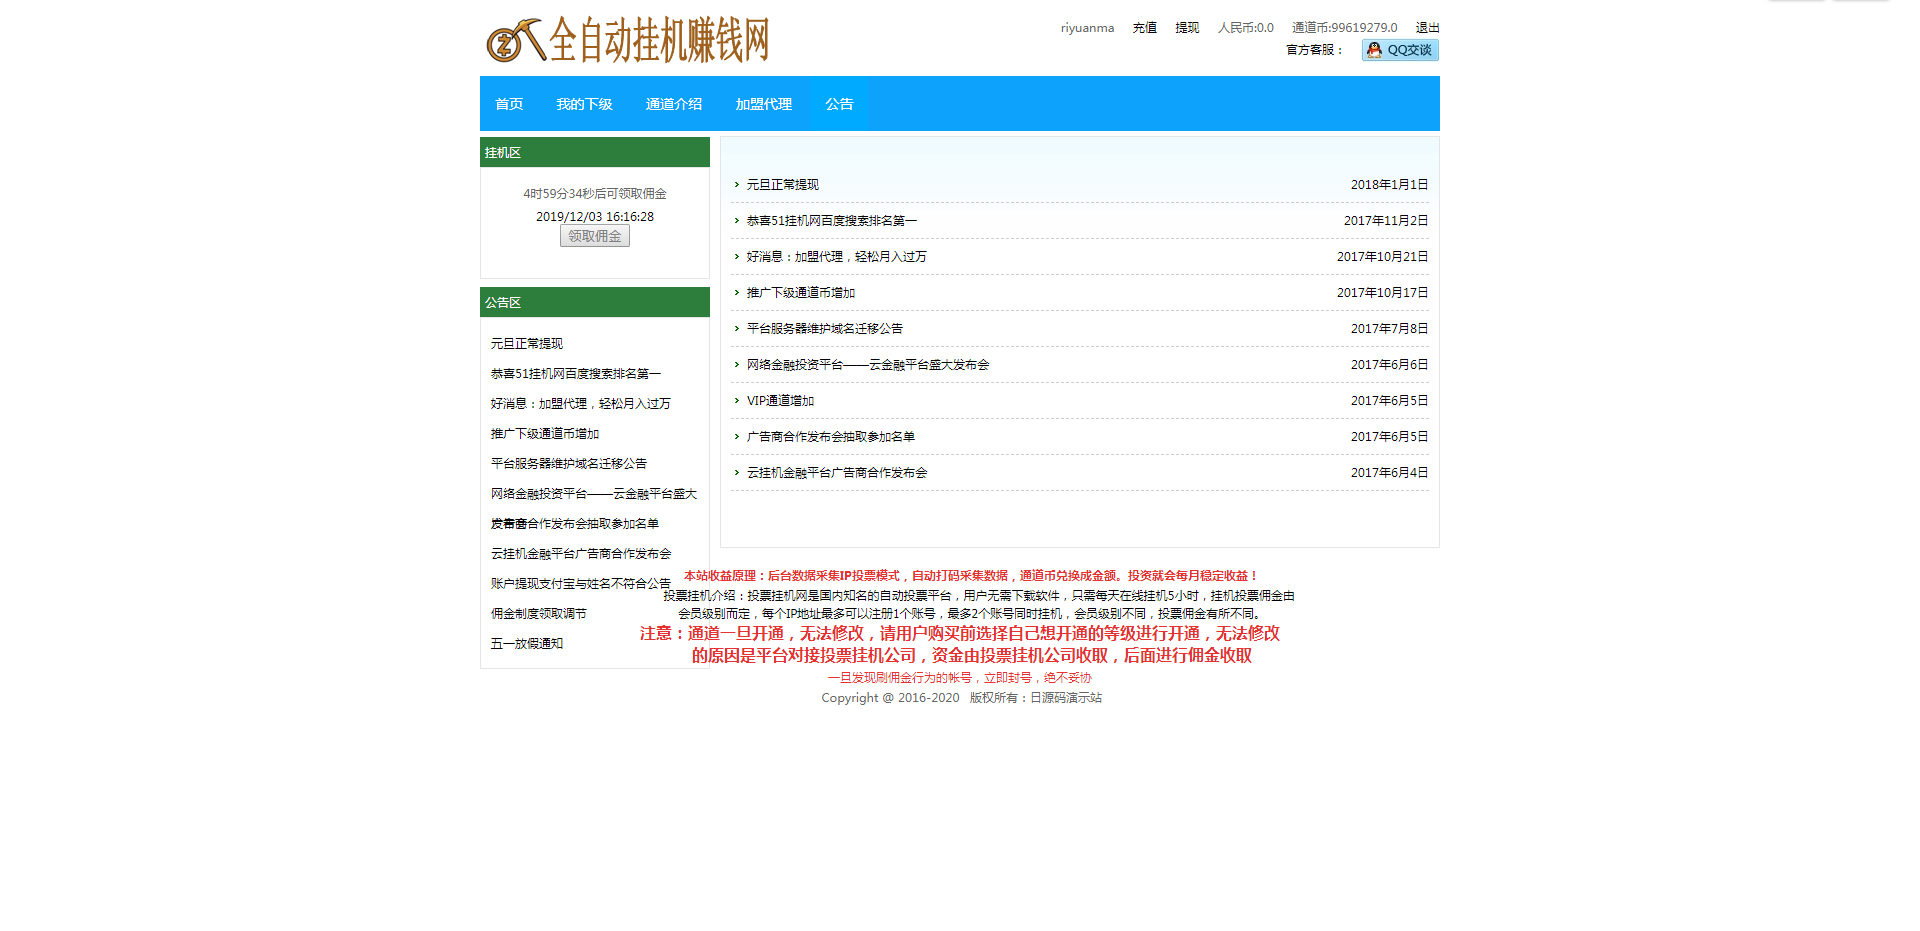 全自动挂机赚钱网
riyuanma 充值 提现 人民币:0.0 通道币:99619279.0 退出
官方客服： QQ交谈
首页 我的下级 通道介绍 加盟代理 公告
挂机区
4时59分34秒后可领取佣金
2019/12/03 16:16:28
领取佣金
公告区
元旦正常提现
恭喜51挂机网百度搜索排名第一
好消息：加盟代理，轻松月入过万
推广下级通道币增加
平台服务器维护域名迁移公告
网络金融投资平台——云金融平台盛大
合作发布会抽取参加名单
云挂机金融平台广告商合作发布会
账户提现支付宝与姓名不符合公告
佣金制度领取调节
五一放假通知
元旦正常提现 2018年1月1日
恭喜51挂机网百度搜索排名第一 2017年11月2日
好消息：加盟代理，轻松月入过万 2017年10月21日
推广下级通道币增加 2017年10月17日
平台服务器维护域名迁移公告 2017年7月8日
网络金融投资平台——云金融平台盛大发布会 2017年6月6日
VIP通道增加 2017年6月5日
广告商合作发布会抽取参加名单 2017年6月5日
云挂机金融平台广告商合作发布会 2017年6月4日
本站收益原理：后台数据采集IP投票模式，自动打码采集数据，通道币兑换成金额。投资就会每月稳定收益！
投票挂机介绍：投票挂机网是国内知名的自动投票平台，用户无需下载软件，只需每天在线挂机5小时，挂机投票佣金由
会员级别而定，每个IP地址最多可以注册1个账号，最多2个账号同时挂机，会员级别不同，投票佣金有所不同。
注意：通道一旦开通，无法修改，请用户购买前选择自己想开通的等级进行开通，无法修改
的原因是平台对接投票挂机公司，资金由投票挂机公司收取，后面进行佣金收取
一旦发现刷佣金行为的帐号，立即封号，绝不妥协
Copyright @ 2016-2020 版权所有：日源码演示站